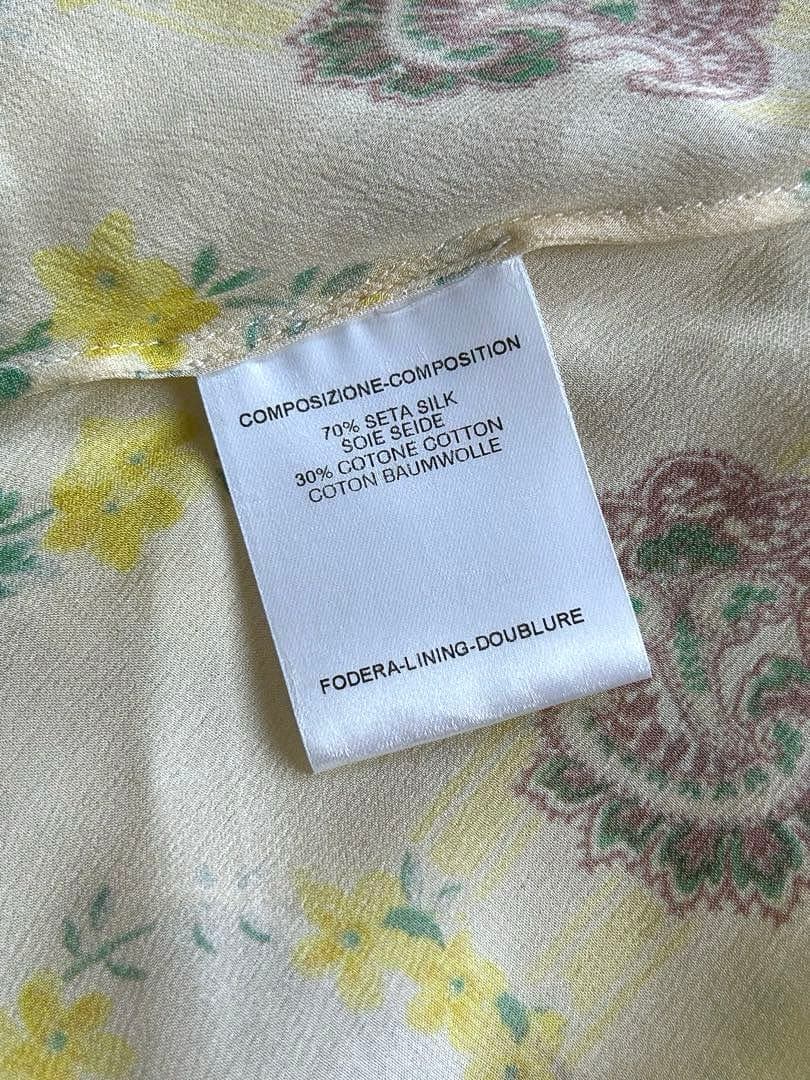 COMPOSIZIONE-COMPOSITION
70% SETA SILK
SOIE SEIDE
30% COTONE COTTON
COTON BAUMWOLLE
FODERA-LINING-DOUBLURE